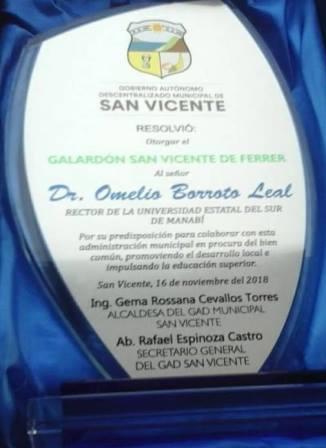 GOBIERNO AUTÓNOMO
DESCENTRALIZADO MUNICIPAL DE
SAN VICENTE
RESOLVIÓ:
Otorgar el
GALARDÓN SAN VICENTE DE FERRER
Al señor
Dr. Omelio Borroto Leal
RECTOR DE LA UNIVERSIDAD ESTATAL DEL SUR
DE MANABÍ
Por su predisposición para colaborar con esta
administración municipal en procura del bien
común, promoviendo el desarrollo local e
impulsando la educación superior.
San Vicente, 16 de noviembre del 2018
Ing. Gema Rossana Cevallos Torres
ALCALDESA DEL GAD MUNICIPAL
SAN VICENTE
Ab. Rafael Espinoza Castro
SECRETARIO GENERAL
DEL GAD SAN VICENTE